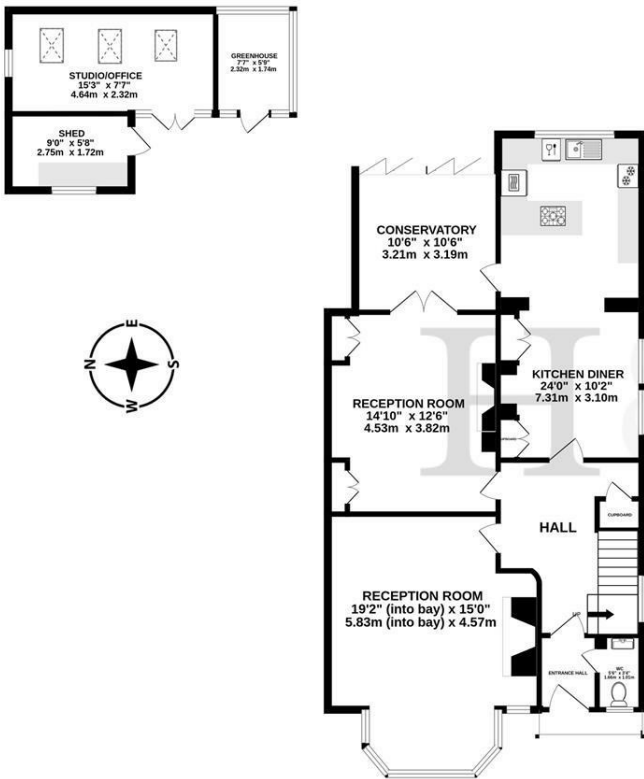 STUDIO/OFFICE
15'3" x 7'7"
4.64m x 2.32m
GREENHOUSE
7'7" x 5'9"
2.32m x 1.74m
SHED
9'0" x 5'8"
2.75m x 1.72m
CONSERVATORY
10'6" x 10'6"
3.21m x 3.19m
N
E
S
W
H
KITCHEN DINER
24'0" x 10'2"
7.31m x 3.10m
RECEPTION ROOM
14'10" x 12'6"
4.53m x 3.82m
CUPBOARD
HALL
CUPBOARD
RECEPTION ROOM
19'2" (into bay) x 15'0"
5.83m (into bay) x 4.57m
UP
ENTRANCE HALL
WC